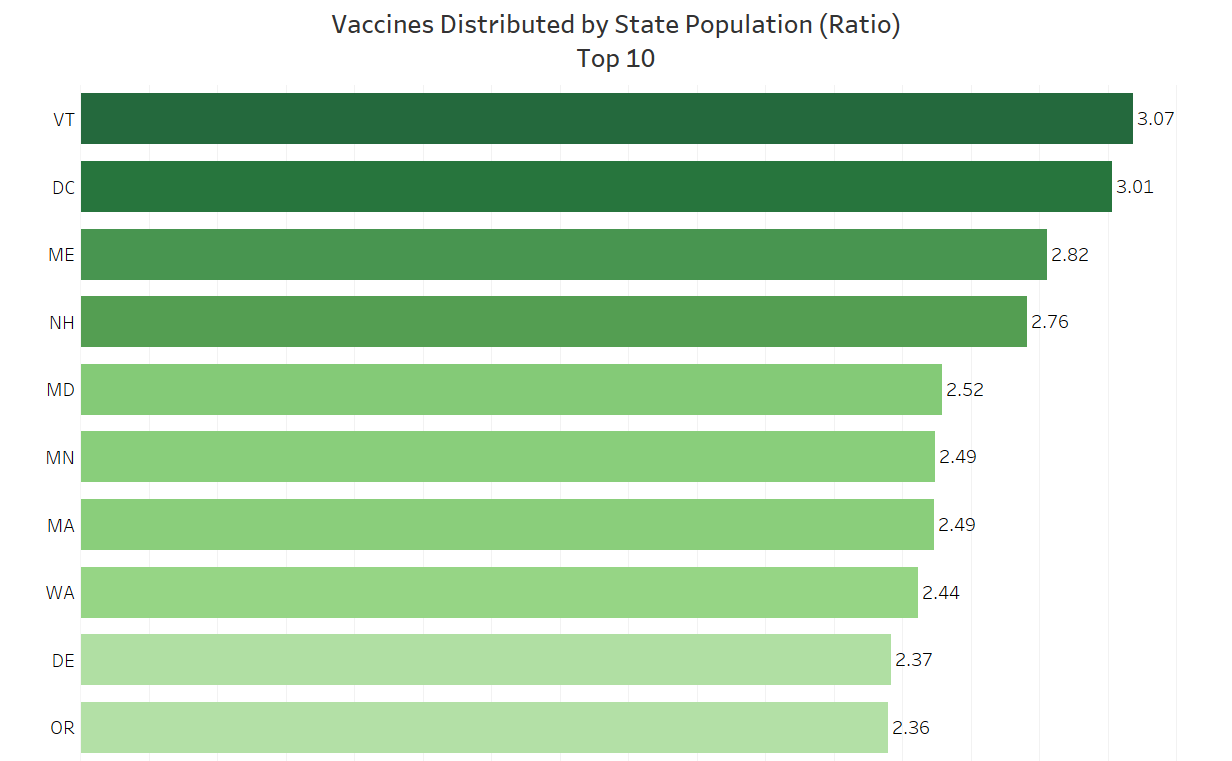 Vaccines Distributed by State Population (Ratio)
Top 10
VT 3.07
DC 3.01
ME 2.82
NH 2.76
MD 2.52
MN 2.49
MA 2.49
WA 2.44
DE 2.37
OR 2.36